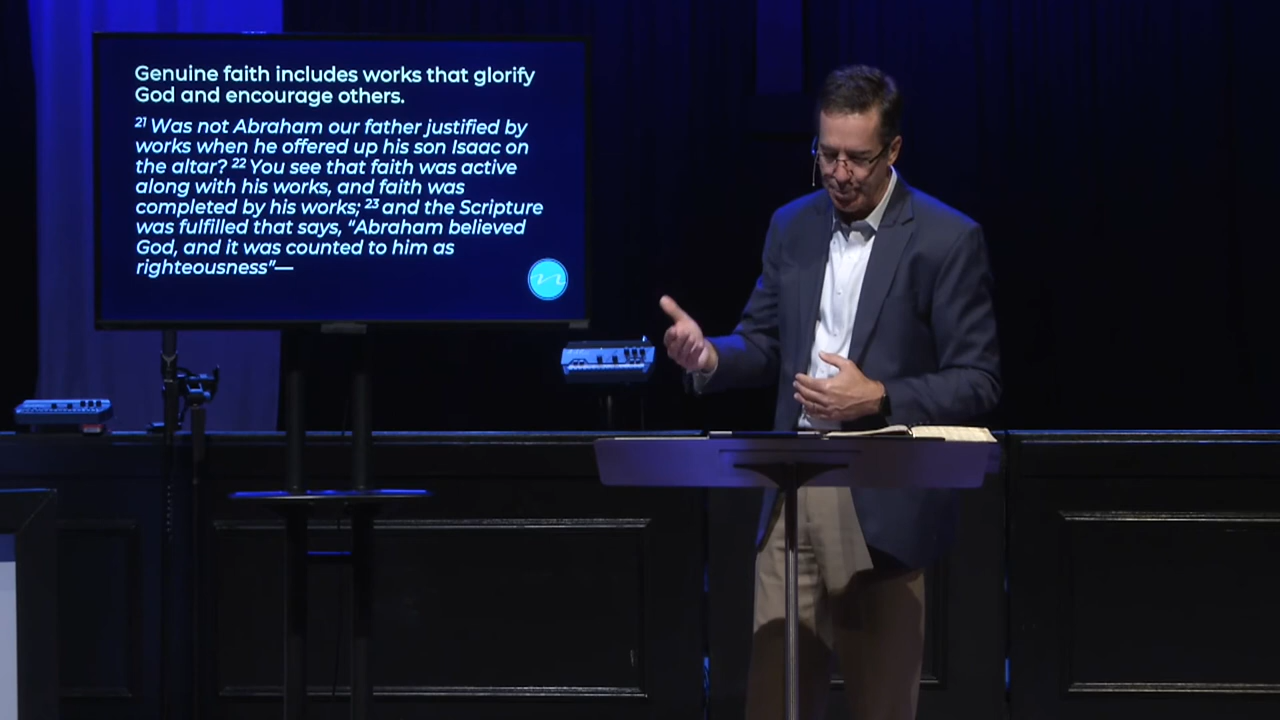 Genuine faith includes works that glorify
God and encourage others.
21 Was not Abraham our father justified by
works when he offered up his son Isaac on
the altar? 22 You see that faith was active
along with his works, and faith was
completed by his works; 23 and the Scripture
was fulfilled that says, “Abraham believed
God, and it was counted to him as
righteousness”—